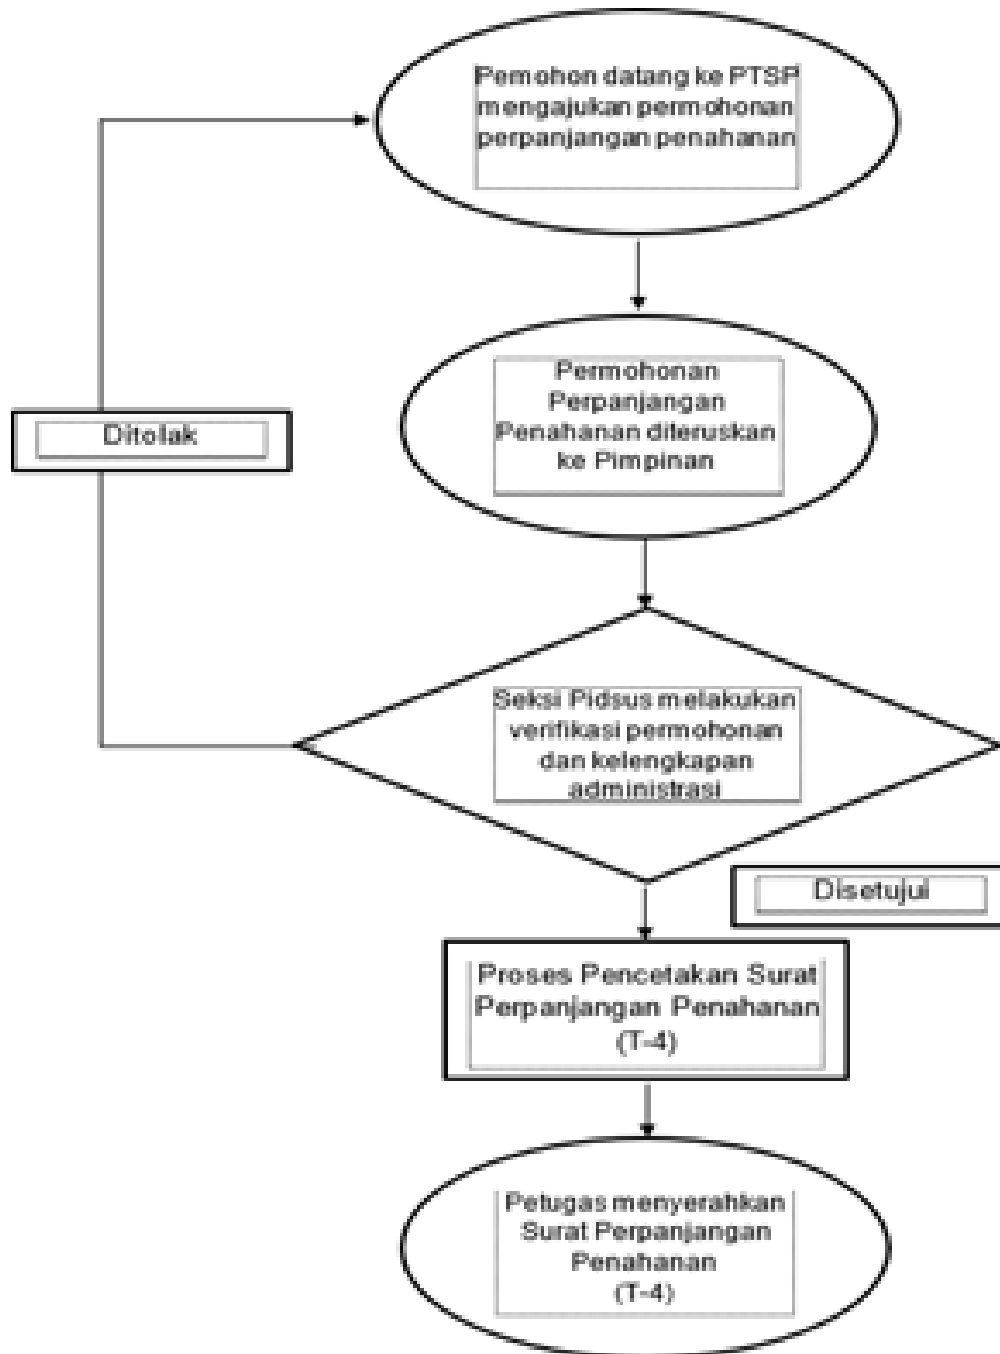 Pemohon datang ke PTSP
mengajukan permohonan
perpanjangan penahanan
Permohonan
Perpanjangan
Penahanan diteruskan
ke Pimpinan
Ditolak
Seksi Pidsus melakukan
verifikasi permohonan
dan kelengkapan
administrasi
Disetujui
Proses Pencetakan Surat
Perpanjangan Penahanan
(T-4)
Petugas menyerahkan
Surat Perpanjangan
Penahanan
(T-4)